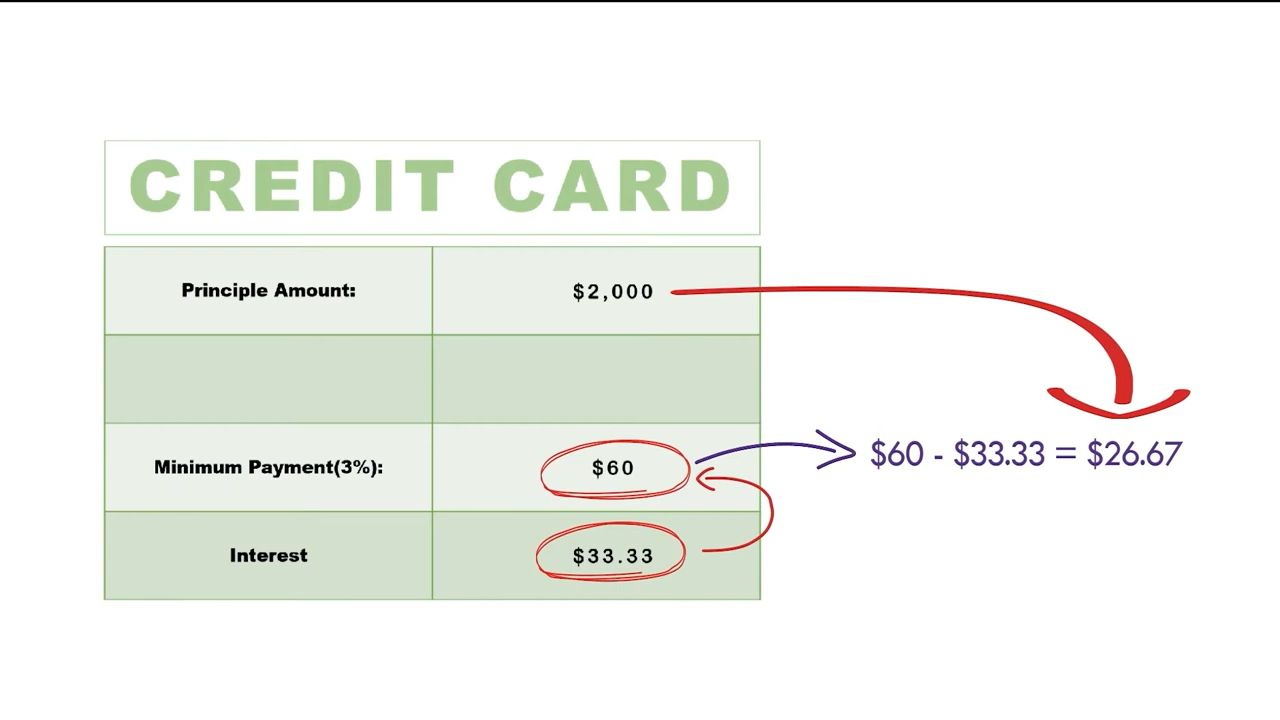 CREDIT CARD
Principle Amount: $2,000
Minimum Payment(3%): $60
$60 - $33.33 = $26.67
Interest $33.33